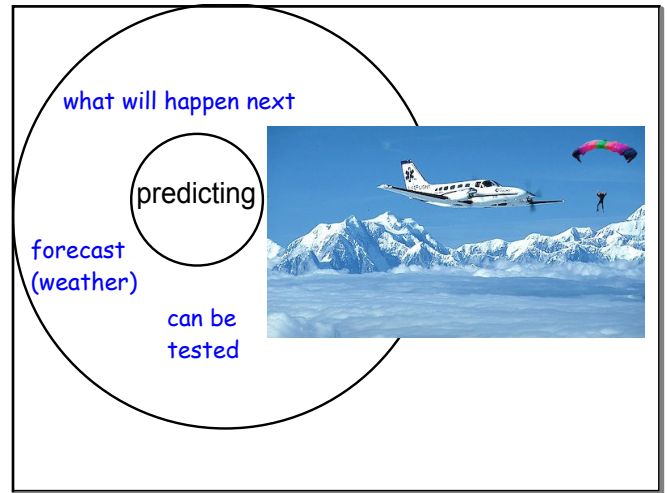 what will happen next
predicting
forecast
(weather)
can be
tested